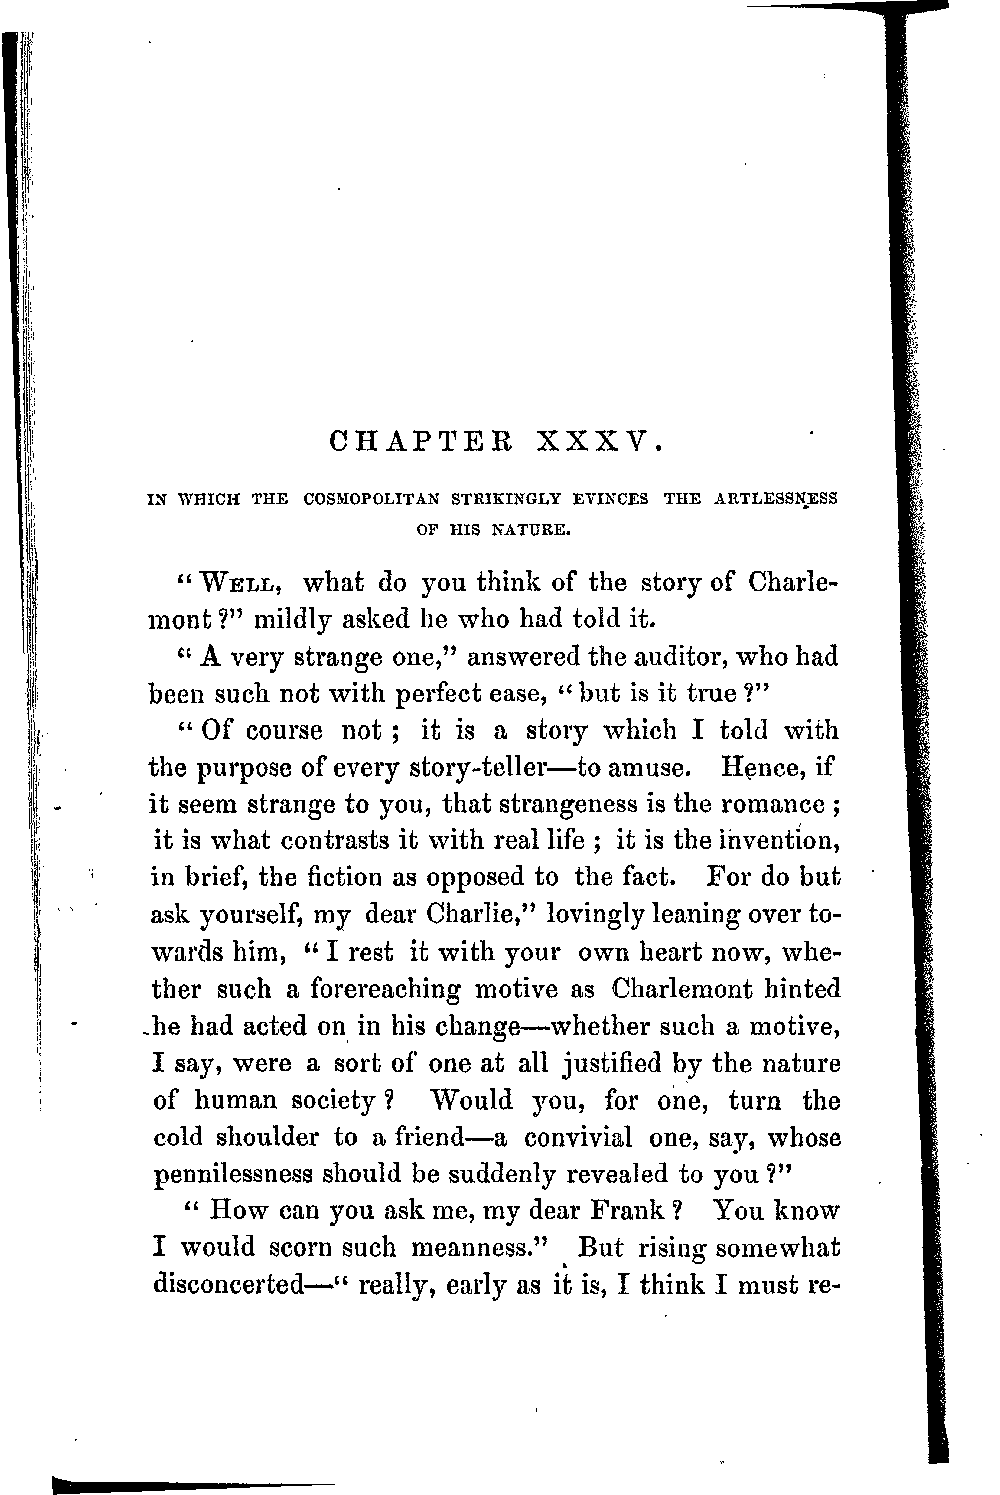 CHAPTER XXXV.
IN WHICH THE COSMOPOLITAN STRIKINGLY EVINCES THE ARTLESSNESS
OF HIS NATURE.
“WELL, what do you think of the story of Charle-
mont?” mildly asked he who had told it.
“A very strange one,” answered the auditor, who had
been such not with perfect ease, “but is it true?”
“Of course not; it is a story which I told with
the purpose of every story-teller—to amuse. Hence, if
it seem strange to you, that strangeness is the romance;
it is what contrasts it with real life; it is the invention,
in brief, the fiction as opposed to the fact. For do but
ask yourself, my dear Charlie,” lovingly leaning over to-
wards him, “I rest it with your own heart now, whe-
ther such a forereaching motive as Charlemont hinted
he had acted on in his change—whether such a motive,
I say, were a sort of one at all justified by the nature
of human society? Would you, for one, turn the
cold shoulder to a friend—a convivial one, say, whose
pennilessness should be suddenly revealed to you?”
“How can you ask me, my dear Frank? You know
I would scorn such meanness.” But rising somewhat
disconcerted—“really, early as it is, I think I must re-